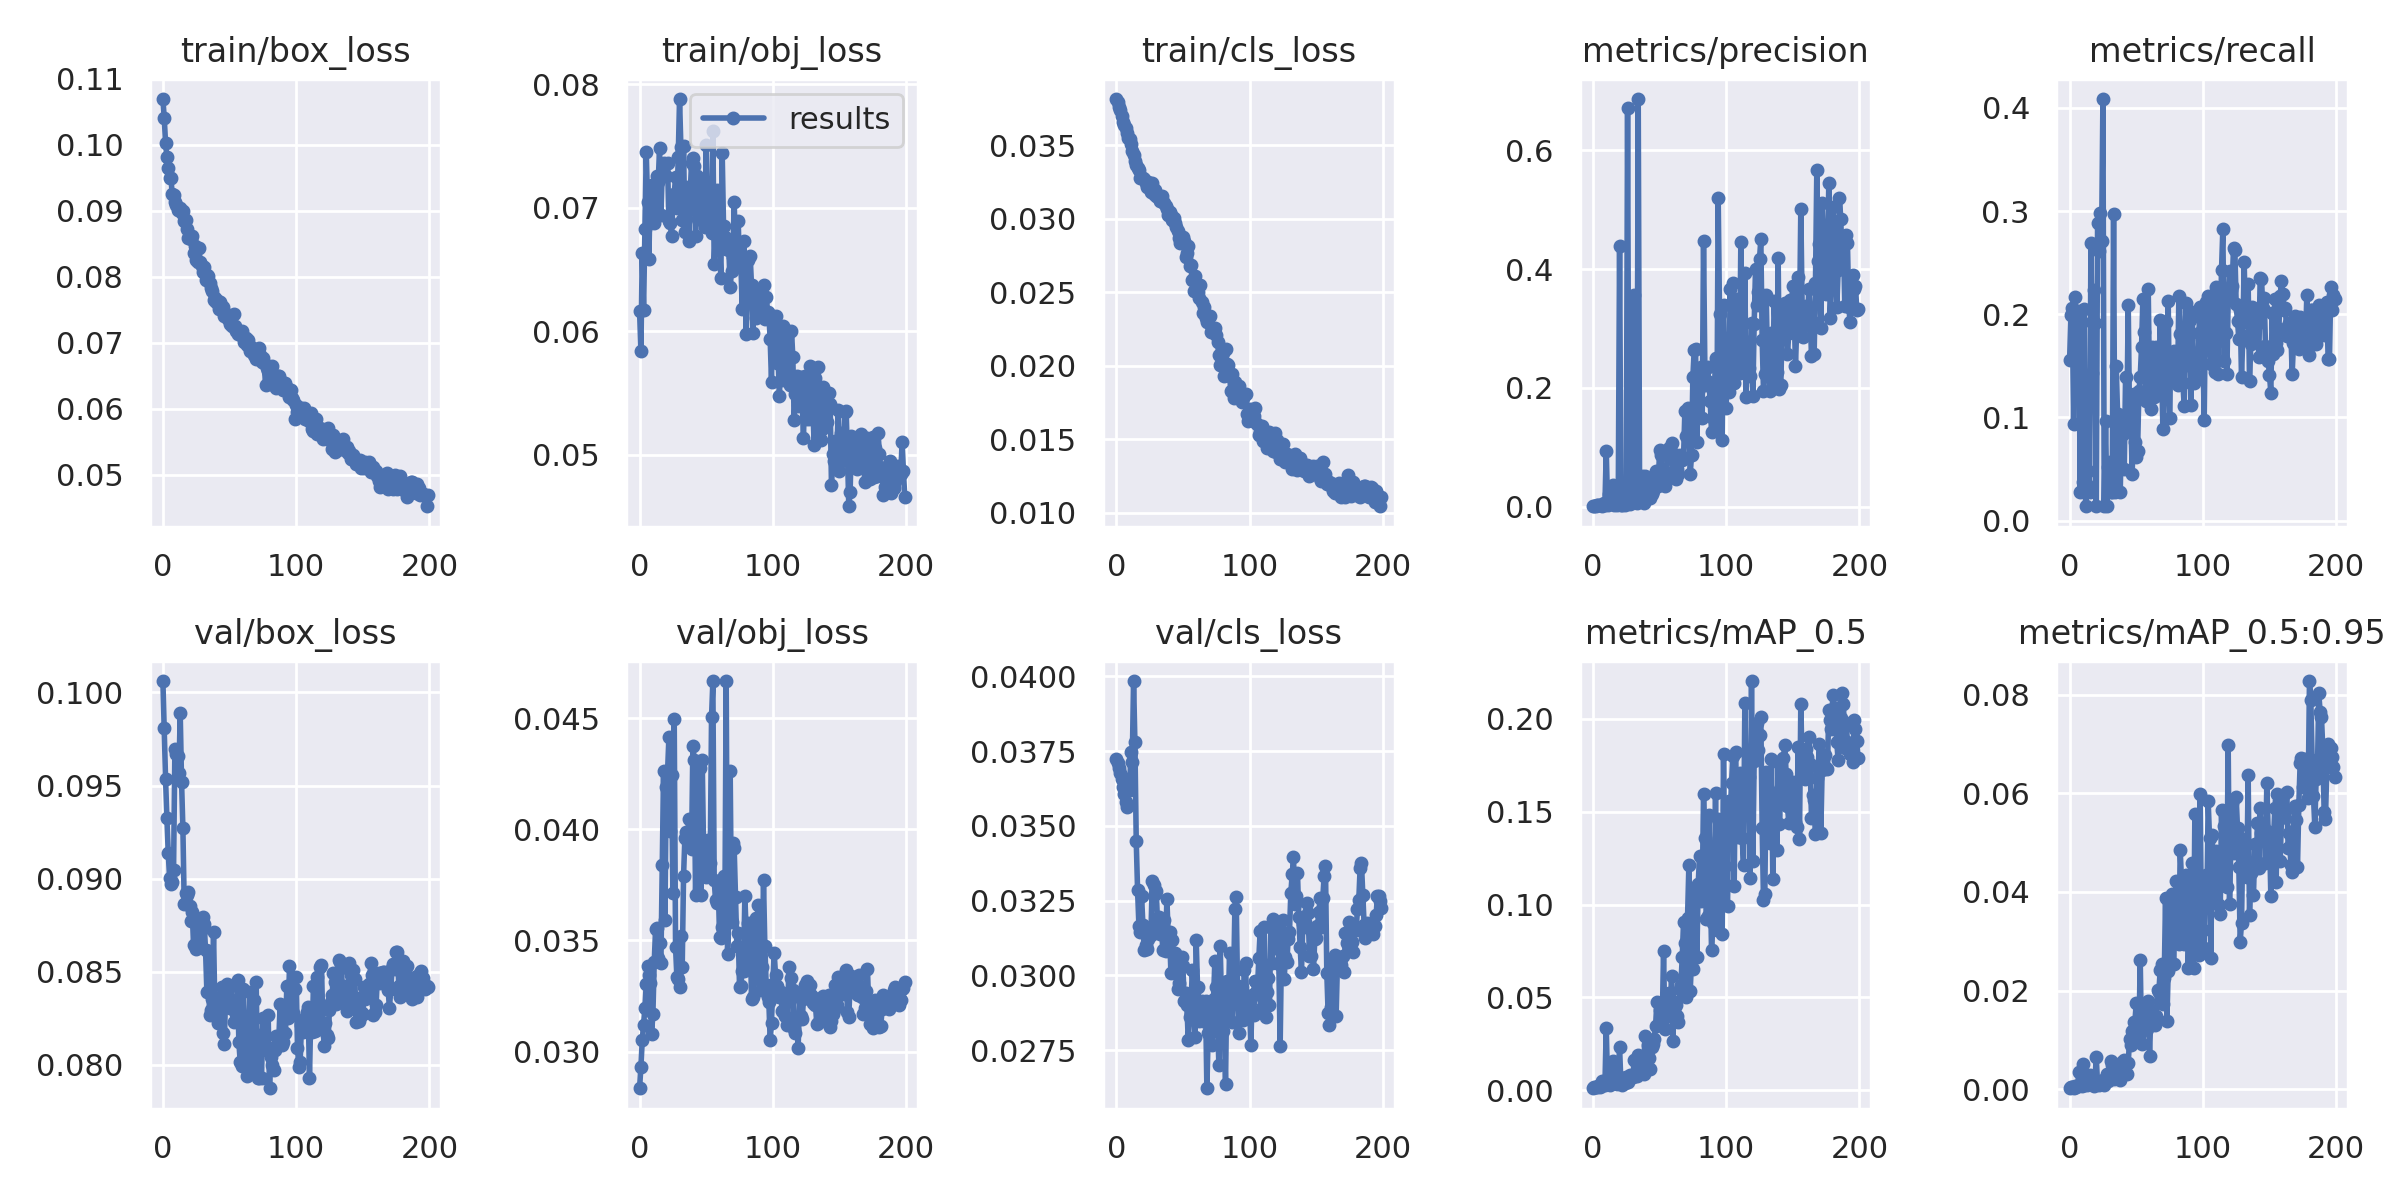 train/box_loss
0.11
0.10
0.09
0.08
0.07
0.06
0.05
0 100 200
train/obj_loss
results
0.08
0.07
0.06
0.05
0 100 200
train/cls_loss
0.035
0.030
0.025
0.020
0.015
0.010
0 100 200
metrics/precision
0.6
0.4
0.2
0.0
0 100 200
metrics/recall
0.4
0.3
0.2
0.1
0.0
0 100 200
val/box_loss
0.100
0.095
0.090
0.085
0.080
0 100 200
val/obj_loss
0.045
0.040
0.035
0.030
0 100 200
val/cls_loss
0.0400
0.0375
0.0350
0.0325
0.0300
0.0275
0 100 200
metrics/mAP_0.5
0.20
0.15
0.10
0.05
0.00
0 100 200
metrics/mAP_0.5:0.95
0.08
0.06
0.04
0.02
0.00
0 100 200